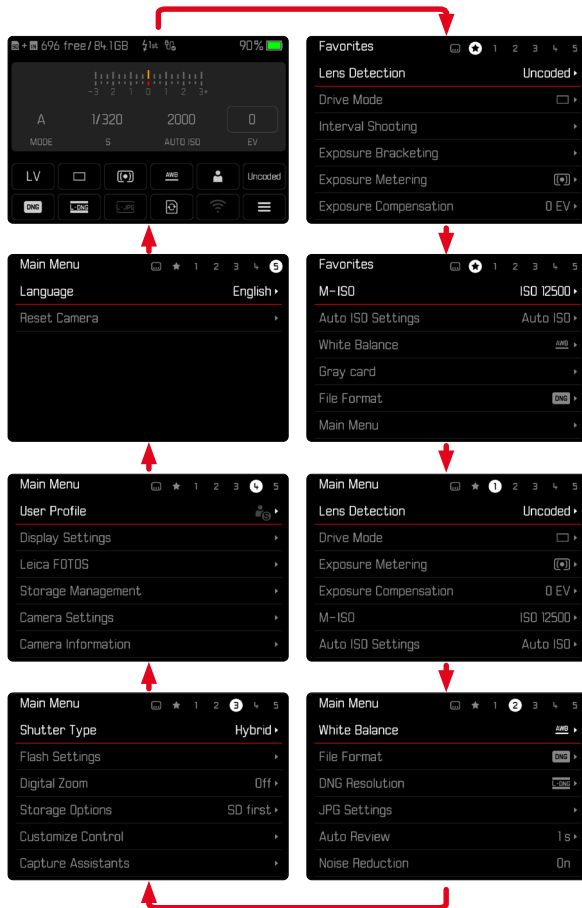 696 free/84.1GB 1st 90%
-3 2 1 0 1 2 3+
A 1/320 2000 0
MODE S AUTO ISO EV
LV AWB Uncoded
DNG L-DNG L-JPG
Favorites 1 2 3 4 5
Lens Detection Uncoded
Drive Mode
Interval Shooting
Exposure Bracketing
Exposure Metering
Exposure Compensation 0 EV
Main Menu 1 2 3 4 5
Language English
Reset Camera
Favorites 1 2 3 4 5
M-ISO ISO 12500
Auto ISO Settings Auto ISO
White Balance AWB
Gray card
File Format DNG
Main Menu
Main Menu 1 2 3 4 5
User Profile
Display Settings
Leica FOTOS
Storage Management
Camera Settings
Camera Information
Main Menu 1 2 3 4 5
Lens Detection Uncoded
Drive Mode
Exposure Metering
Exposure Compensation 0 EV
M-ISO ISO 12500
Auto ISO Settings Auto ISO
Main Menu 1 2 3 4 5
Shutter Type Hybrid
Flash Settings
Digital Zoom Off
Storage Options SD first
Customize Control
Capture Assistants
Main Menu 1 2 3 4 5
White Balance AWB
File Format DNG
DNG Resolution L-DNG
JPG Settings
Auto Review 1 s
Noise Reduction On